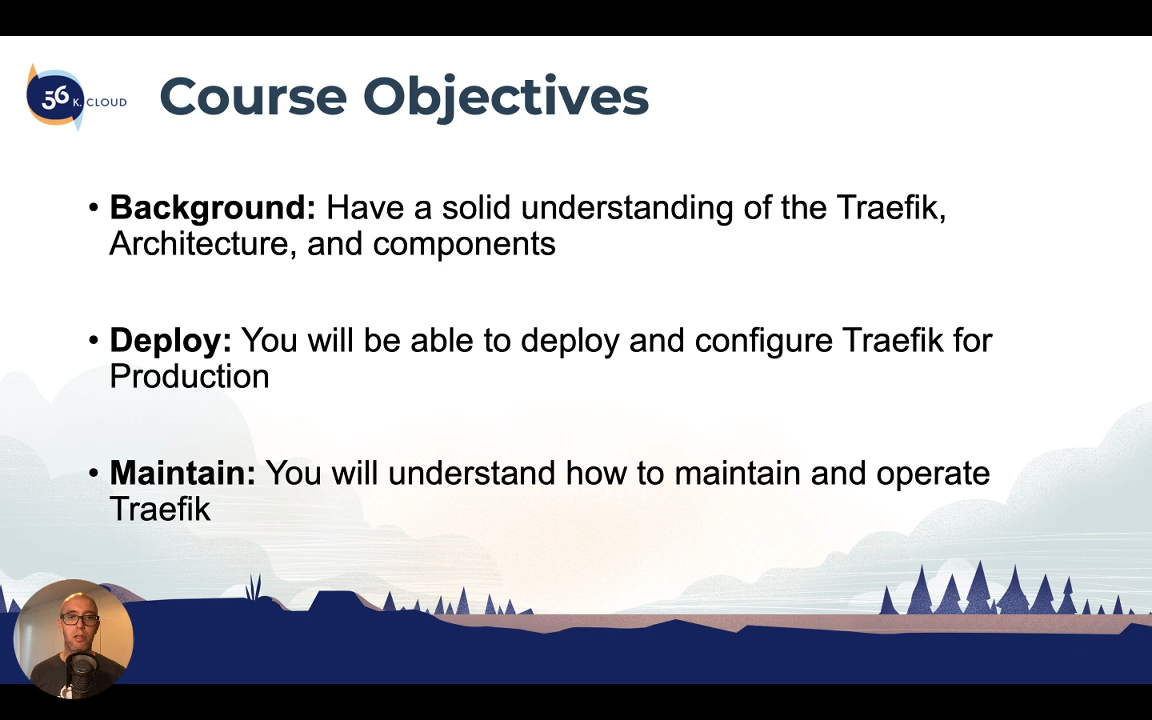 56 K.CLOUD
Course Objectives
• Background: Have a solid understanding of the Traefik,
Architecture, and components
• Deploy: You will be able to deploy and configure Traefik for
Production
• Maintain: You will understand how to maintain and operate
Traefik